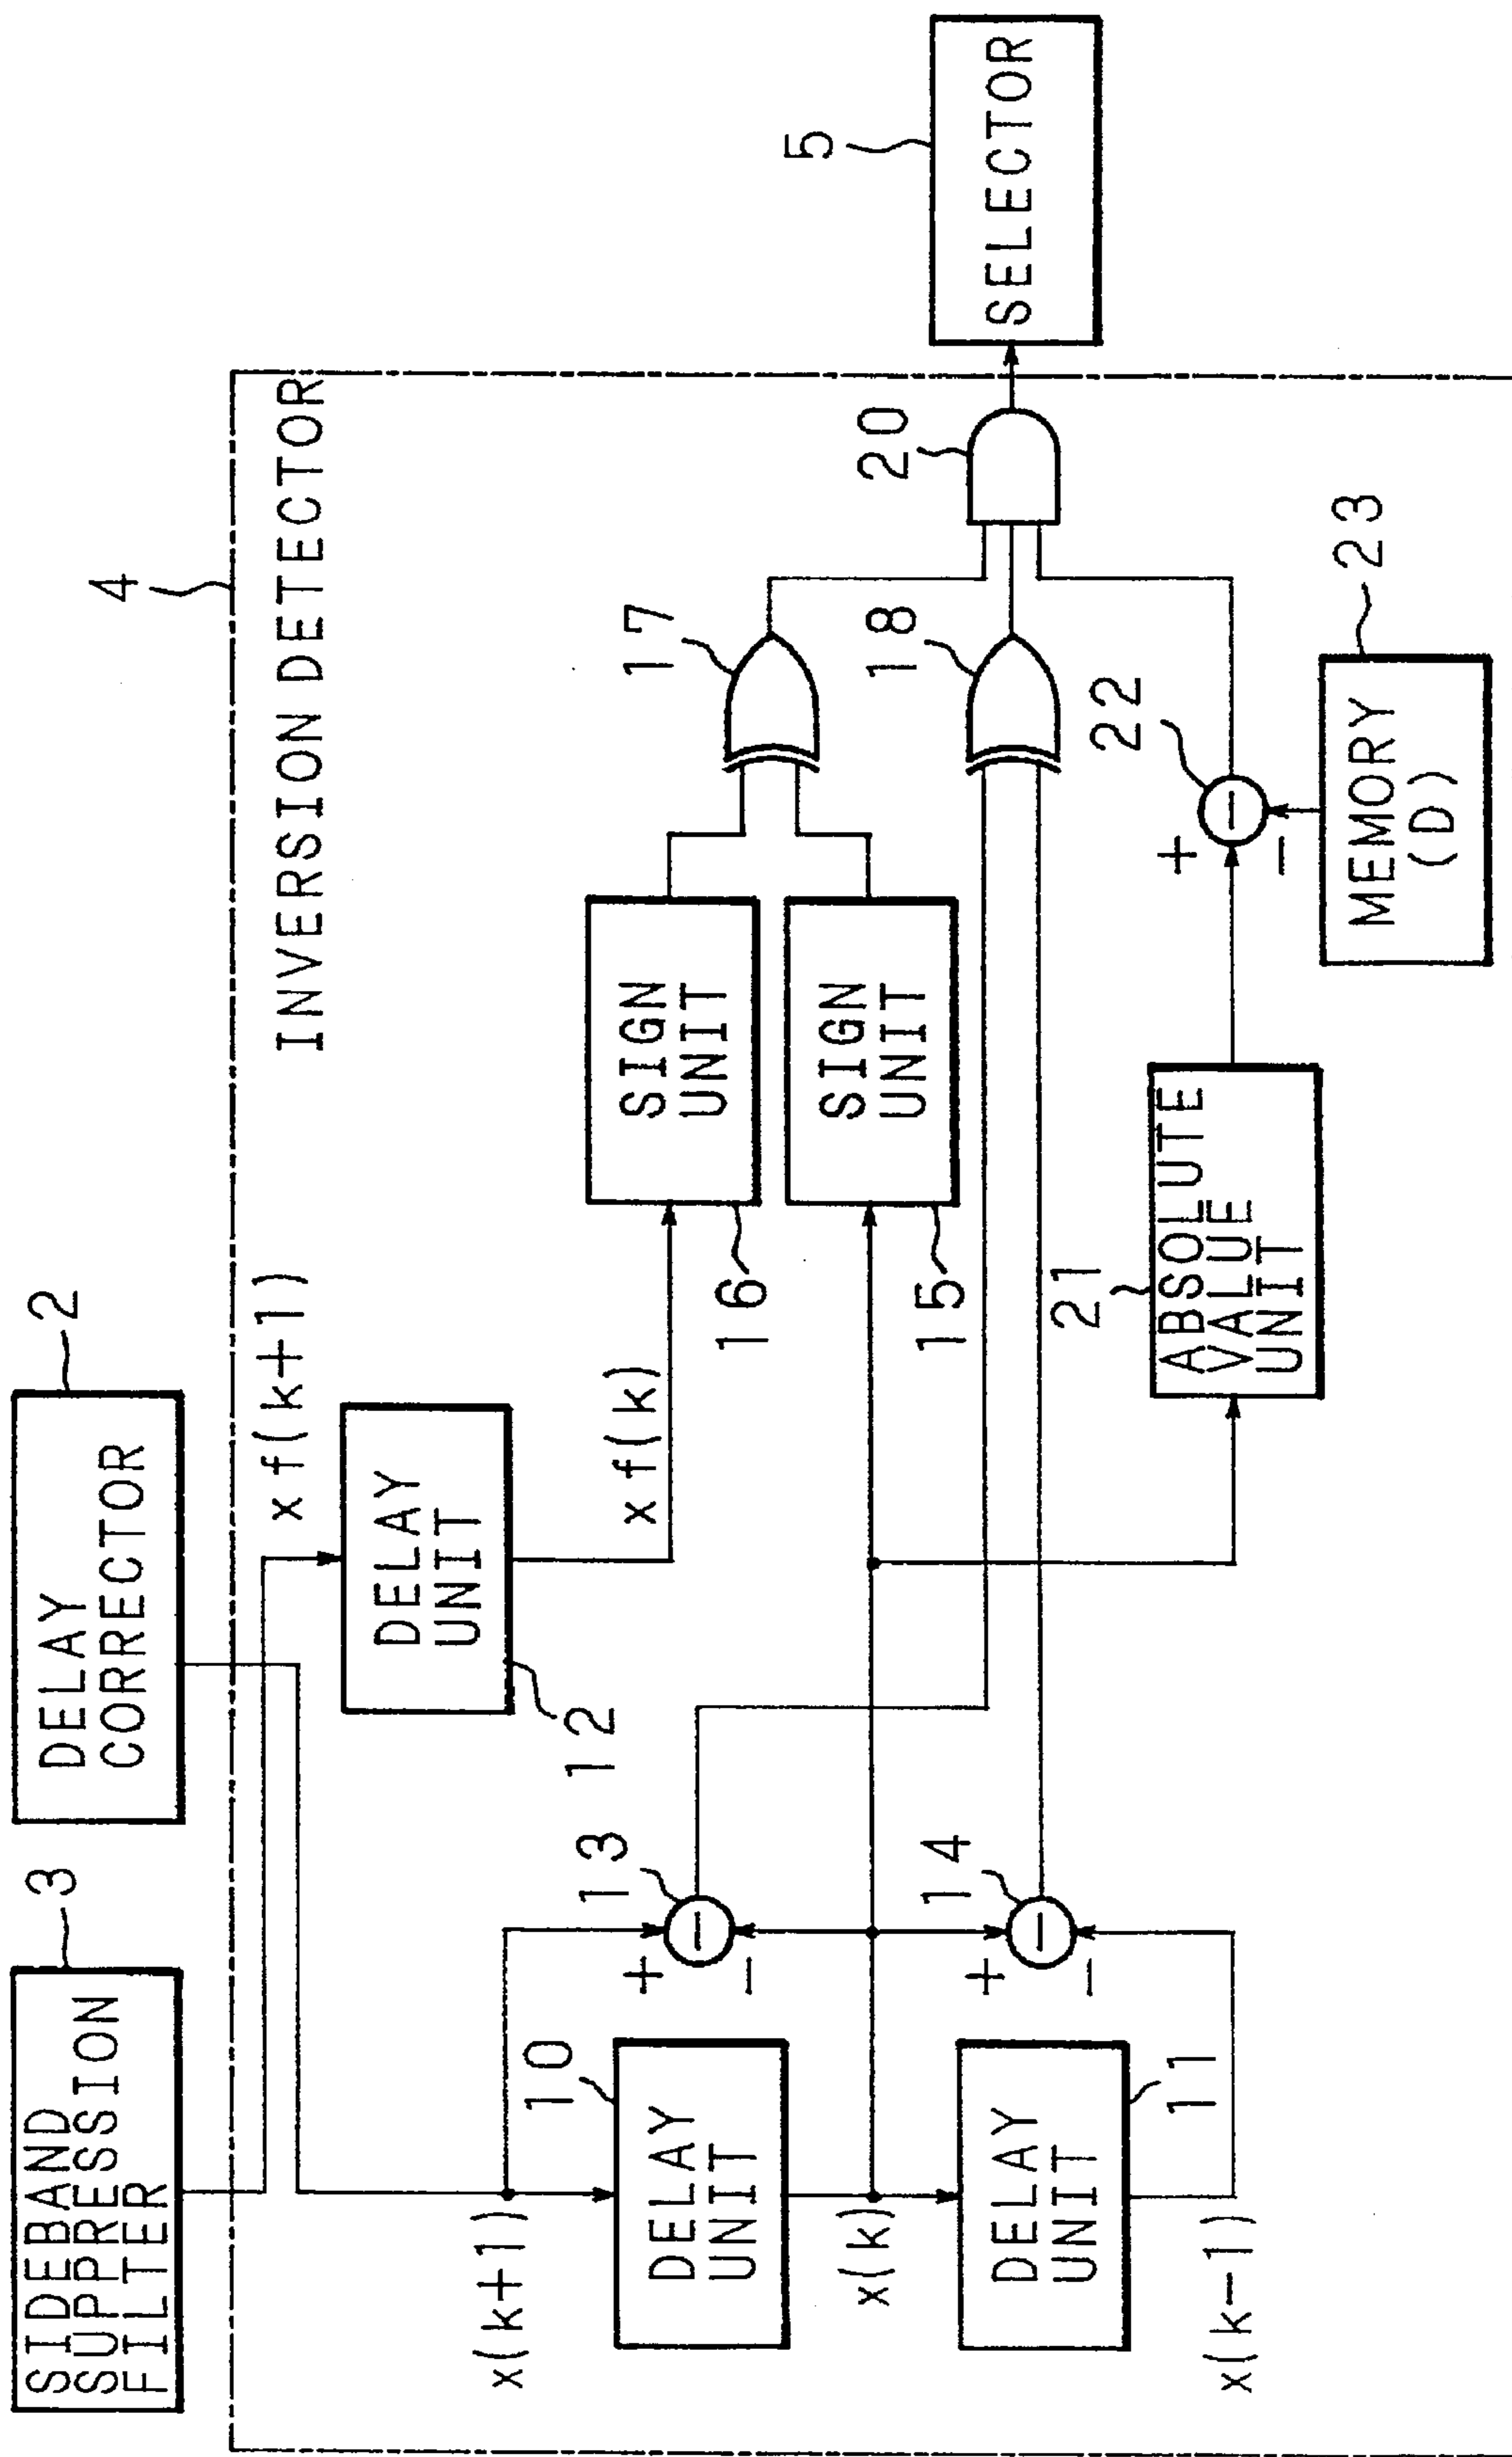 SIDEBAND
SUPPRESSION
FILTER
3
DELAY
CORRECTOR
2
4
INVERSION DETECTOR
x f(k+1)
DELAY
UNIT
12
x f(k)
SIGN
UNIT
16
SIGN
UNIT
15
17
x(k+1)
10
DELAY
UNIT
x(k)
DELAY
UNIT
11
x(k-1)
+
-
-
13
+
-
-
14
18
20
5
SELECTOR
21
ABSOLUTE
VALUE
UNIT
+
-
-
22
MEMORY
(D)
23